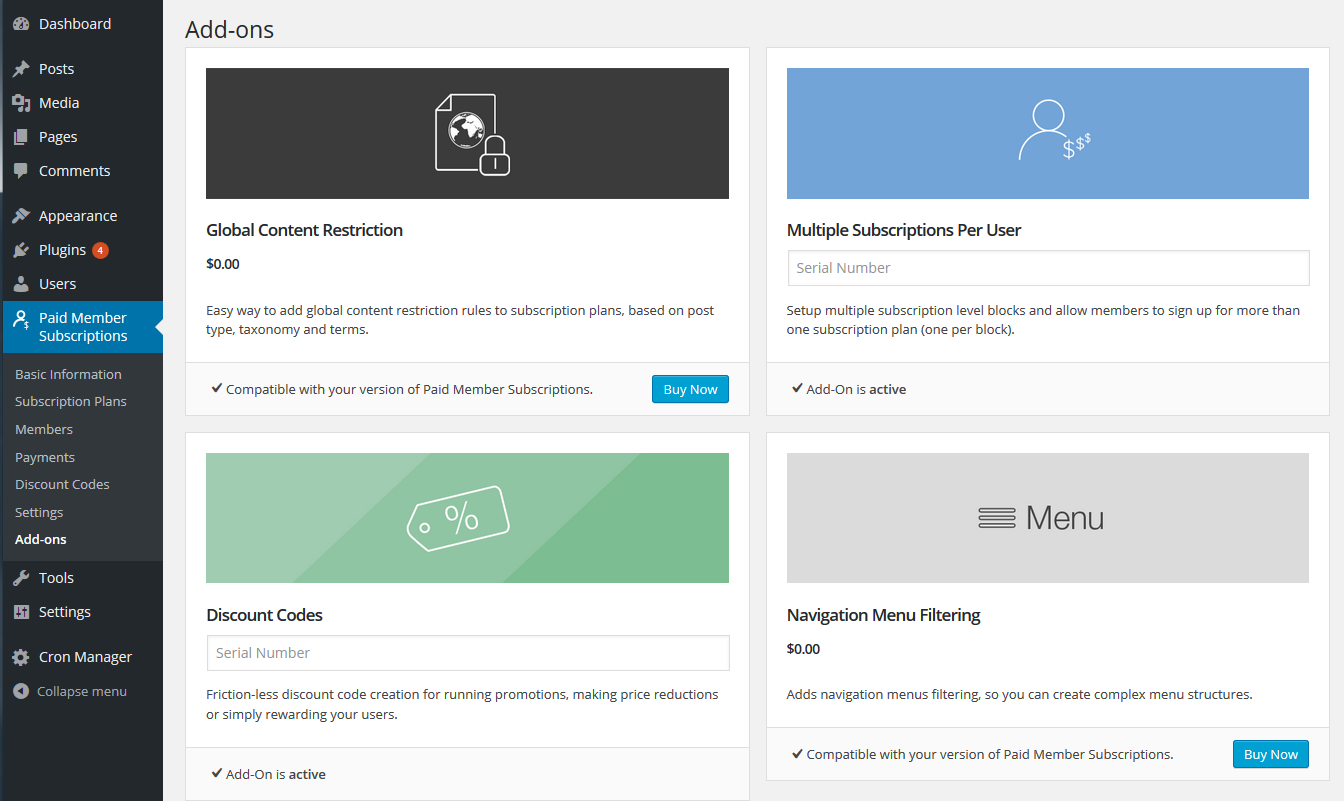 Dashboard
Posts
Media
Pages
Comments
Appearance
Plugins 4
Users
Paid Member
Subscriptions
Basic Information
Subscription Plans
Members
Payments
Discount Codes
Settings
Add-ons
Tools
Settings
Cron Manager
Collapse menu
Add-ons
Global Content Restriction
$0.00
Easy way to add global content restriction rules to subscription plans, based on post
type, taxonomy and terms.
Compatible with your version of Paid Member Subscriptions.
Buy Now
$$$
Multiple Subscriptions Per User
Serial Number
Setup multiple subscription level blocks and allow members to sign up for more than
one subscription plan (one per block).
Add-On is active
%
Discount Codes
Serial Number
Friction-less discount code creation for running promotions, making price reductions
or simply rewarding your users.
Add-On is active
Menu
Navigation Menu Filtering
$0.00
Adds navigation menus filtering, so you can create complex menu structures.
Compatible with your version of Paid Member Subscriptions.
Buy Now